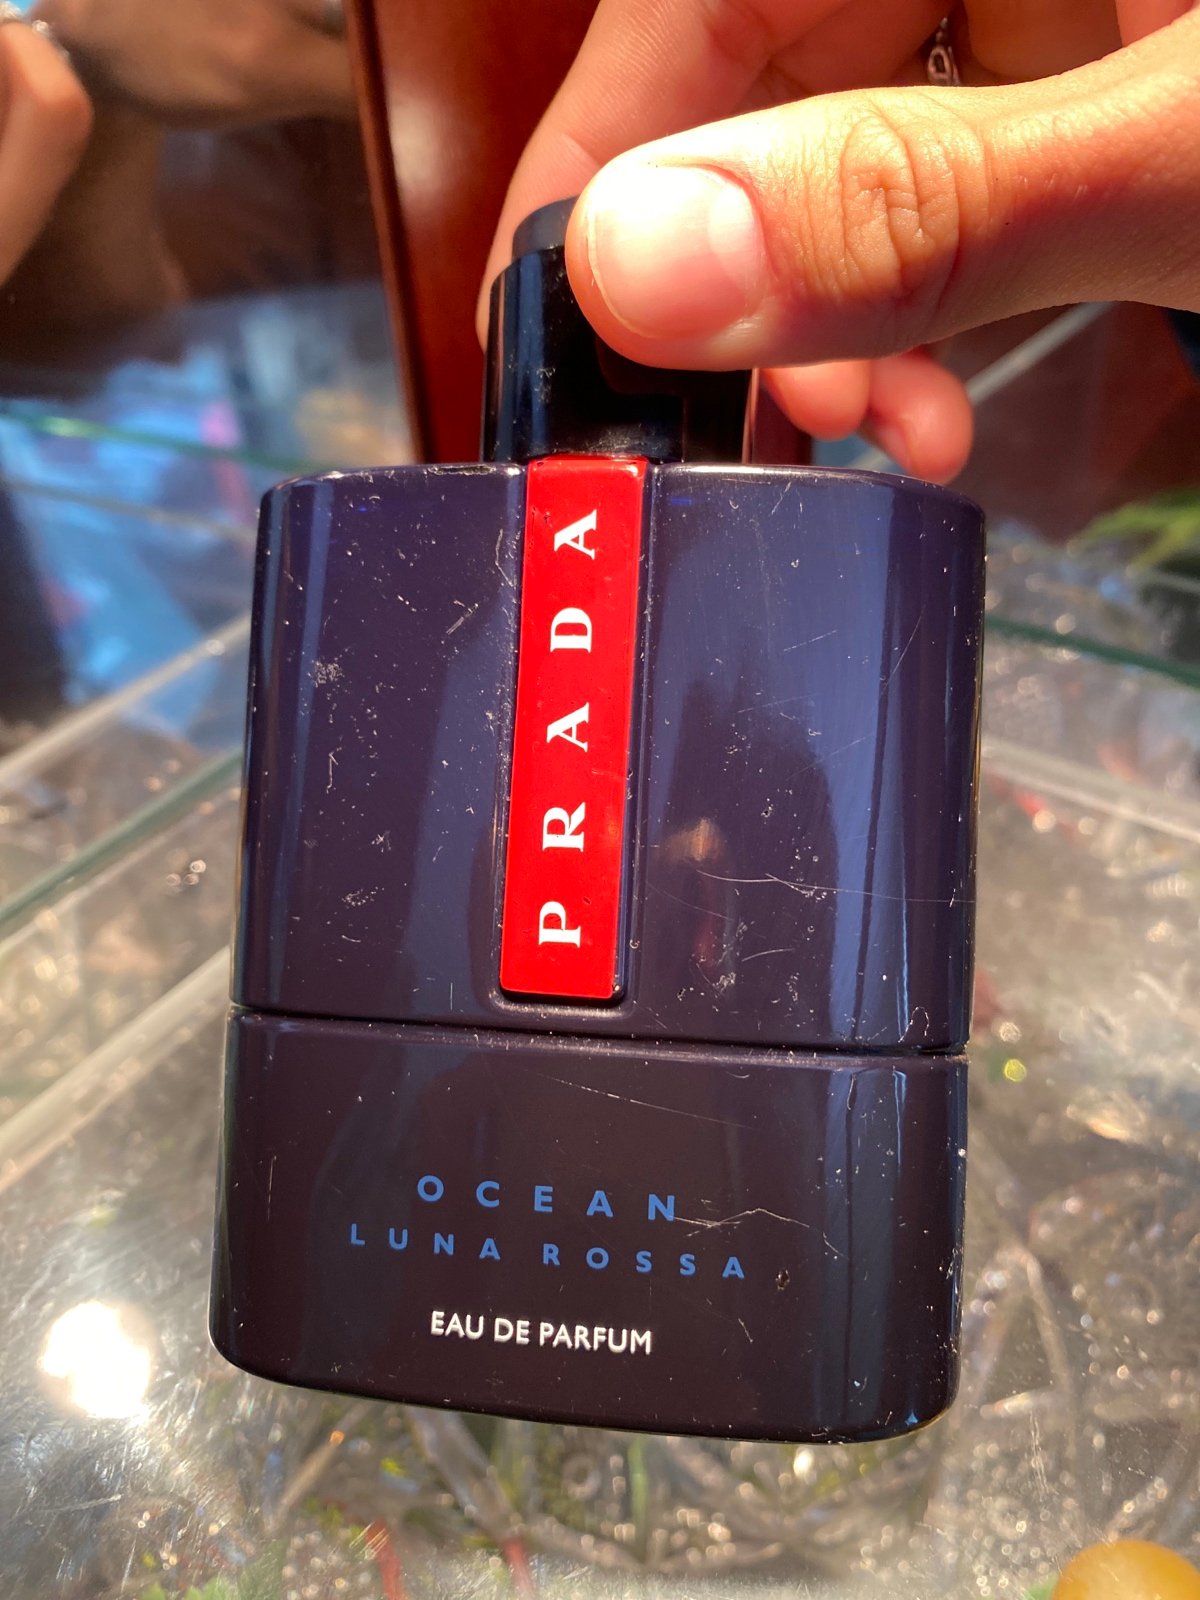 PRADA
OCEAN
LUNA ROSSA
EAU DE PARFUM